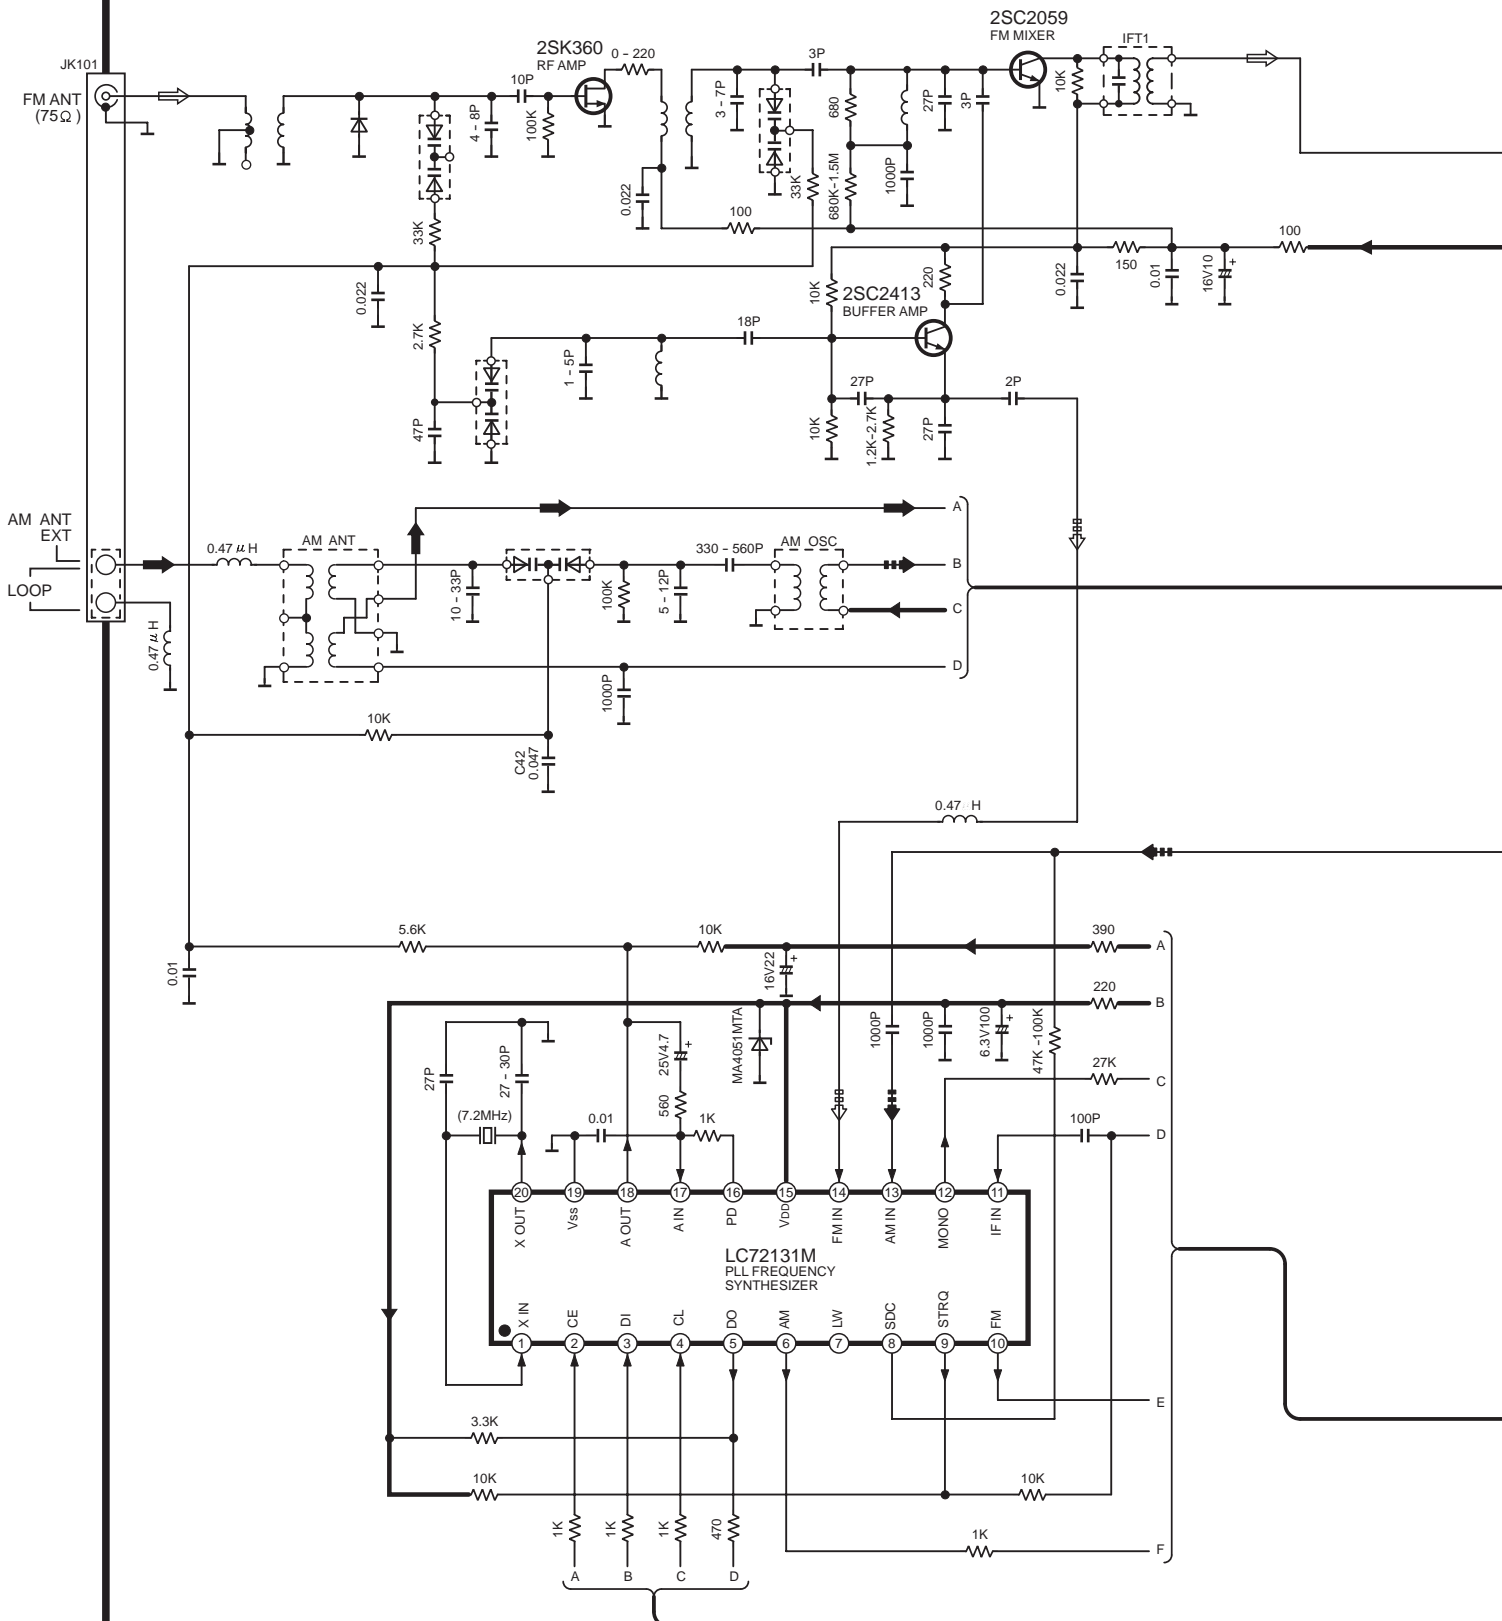 2SC2059
FM MIXER
2SK360
RF AMP
0 - 220
3P
IFT1
JK101
FM ANT
(75Ω)
10P
4 - 8P
100K
3 - 7P
680
27P
3P
10K
0.022
33K
680K-1.5M
1000P
33K
100
100
150
0.022
0.01
16V10
+
0.022
2.7K
10K
2SC2413
BUFFER AMP
220
18P
1 - 5P
47P
27P
2P
10K
1.2K-2.7K
27P
AM ANT
EXT
LOOP
0.47 μH
AM ANT
330 - 560P
AM OSC
A
B
C
D
10 - 33P
100K
5 - 12P
0.47 μH
1000P
10K
C42
0.047
0.47 H
5.6K
10K
390
A
0.01
16V22
+
220
B
MA4051MTA
1000P
1000P
6.3V100
+
47K -100K
27P
27 - 30P
25V4.7
+
560
27K
C
(7.2MHz)
0.01
1K
100P
D
20
19
18
17
16
15
14
13
12
11
X OUT
Vss
A OUT
A IN
PD
VDD
FM IN
AM IN
MONO
IF IN
LC72131M
PLL FREQUENCY
SYNTHESIZER
X IN
CE
DI
CL
DO
AM
LW
SDC
STRQ
FM
1
2
3
4
5
6
7
8
9
10
E
3.3K
10K
10K
1K
1K
1K
470
1K
F
A
B
C
D